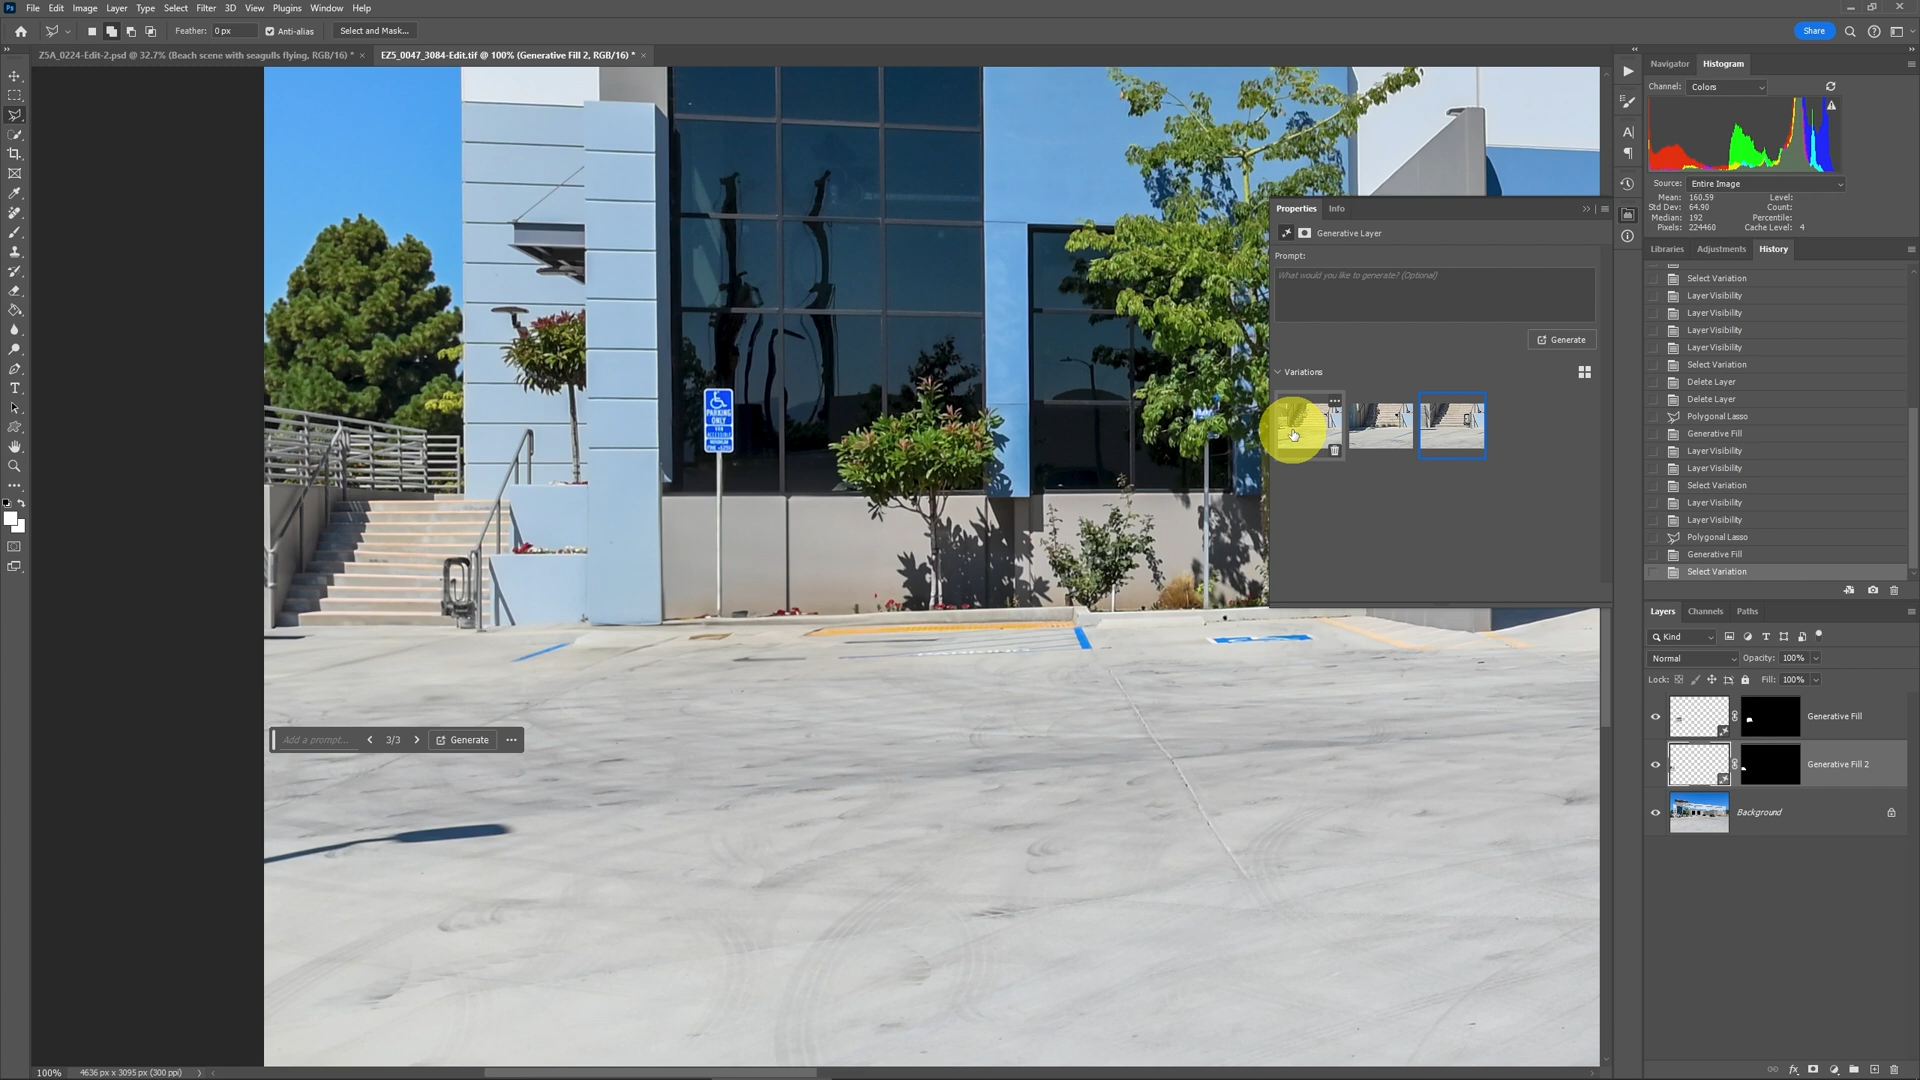 Ps File Edit Image Layer Type Select Filter 3D View Plugins Window Help
Feather: 0 px Anti-alias Select and Mask... Share
Z5A_0224-Edit-2.psd @ 32.7% (Beach scene with seagulls flying, RGB/16) * × EZ5_0047_3084-Edit.tif @ 100% (Generative Fill 2, RGB/16) * ×
Navigator Histogram
Channel: Colors
Source: Entire Image
Mean: 160.59 Level:
Std Dev: 64.90 Count:
Median: 192 Percentile:
Pixels: 224460 Cache Level: 4
Libraries Adjustments History
Select Variation
Layer Visibility
Layer Visibility
Layer Visibility
Layer Visibility
Select Variation
Delete Layer
Delete Layer
Polygonal Lasso
Generative Fill
Layer Visibility
Layer Visibility
Select Variation
Layer Visibility
Layer Visibility
Polygonal Lasso
Generative Fill
Select Variation
Properties Info
Generative Layer
Prompt:
What would you like to generate? (Optional)
Generate
Variations
PARKING
ONLY
Add a prompt... 3/3 Generate ...
Layers Channels Paths
Kind
Normal Opacity: 100%
Lock: Fill: 100%
Generative Fill
Generative Fill 2
Background
100% 4636 px x 3095 px (300 ppi)